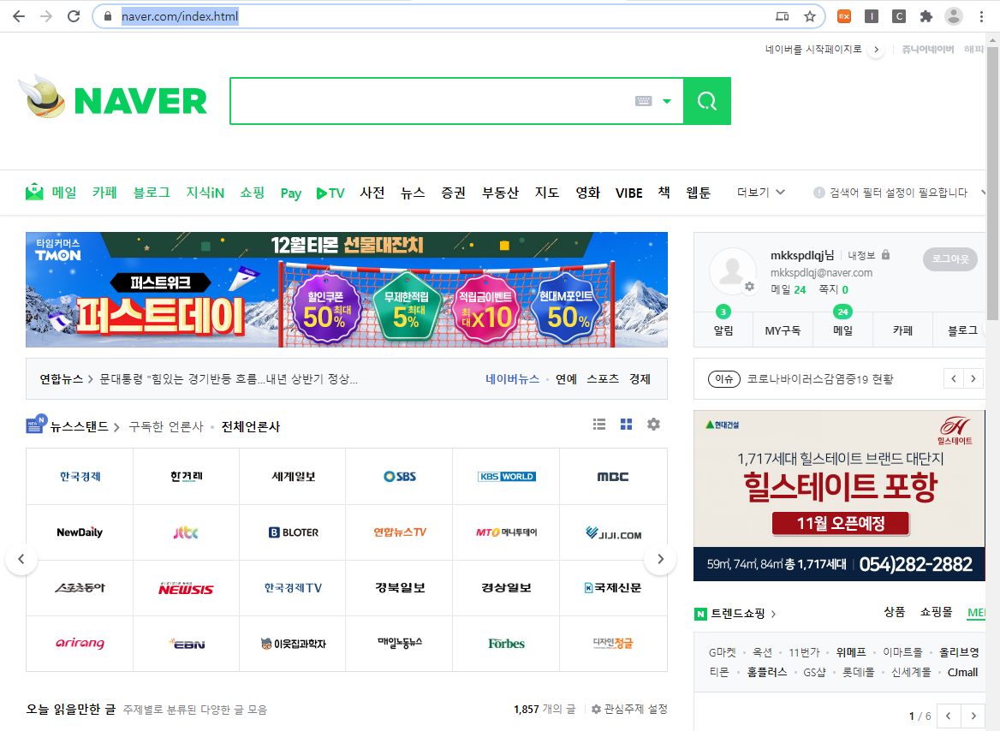 naver.com/index.html
네이버를 시작페이지로
쥬니어네이버
해피
NAVER
메일 카페 블로그 지식iN 쇼핑 Pay TV 사전 뉴스 증권 부동산 지도 영화 VIBE 책 웹툰 더보기 검색어 필터 설정이 필요합니다
타임커머스
TMON
12월티몬 선물대잔치
퍼스트위크
퍼스트데이
할인쿠폰
50% 최대
무제한적립
5% 최대
적립금이벤트
최대 x10
현대M포인트
50%
mkkspdlqj님 내정보
로그아웃
mkkspdlqj@naver.com
메일 24 쪽지 0
3 24
알림 MY구독 메일 카페 블로그
연합뉴스 문대통령 "힘있는 경기반등 흐름...내년 상반기 정상...
네이버뉴스 연예 스포츠 경제
이슈 코로나바이러스감염증19 현황
뉴스스탠드 구독한 언론사 전체언론사
한국경제 한겨레 세계일보 SBS KBS WORLD MBC
NewDaily jtbc BLOTER 연합뉴스TV MTO 머니투데이 JIJI.COM
스포츠동아 NEWSIS 한국경제TV 경북일보 경상일보 국제신문
arirang EBN 이웃집과학자 매일노동뉴스 Forbes 디자인정글
현대건설
힐스테이트
1,717세대 힐스테이트 브랜드 대단지
힐스테이트 포항
11월 오픈예정
59㎡, 74㎡, 84㎡ 총 1,717세대 054)282-2882
트렌드쇼핑 상품 쇼핑몰 MEN
G마켓 옥션 11번가 위메프 이마트몰 올리브영
티몬 홈플러스 GS샵 롯데i몰 신세계몰 CJmall
1 / 6
오늘 읽을만한 글 주제별로 분류된 다양한 글 모음
1,857 개의 글 관심주제 설정